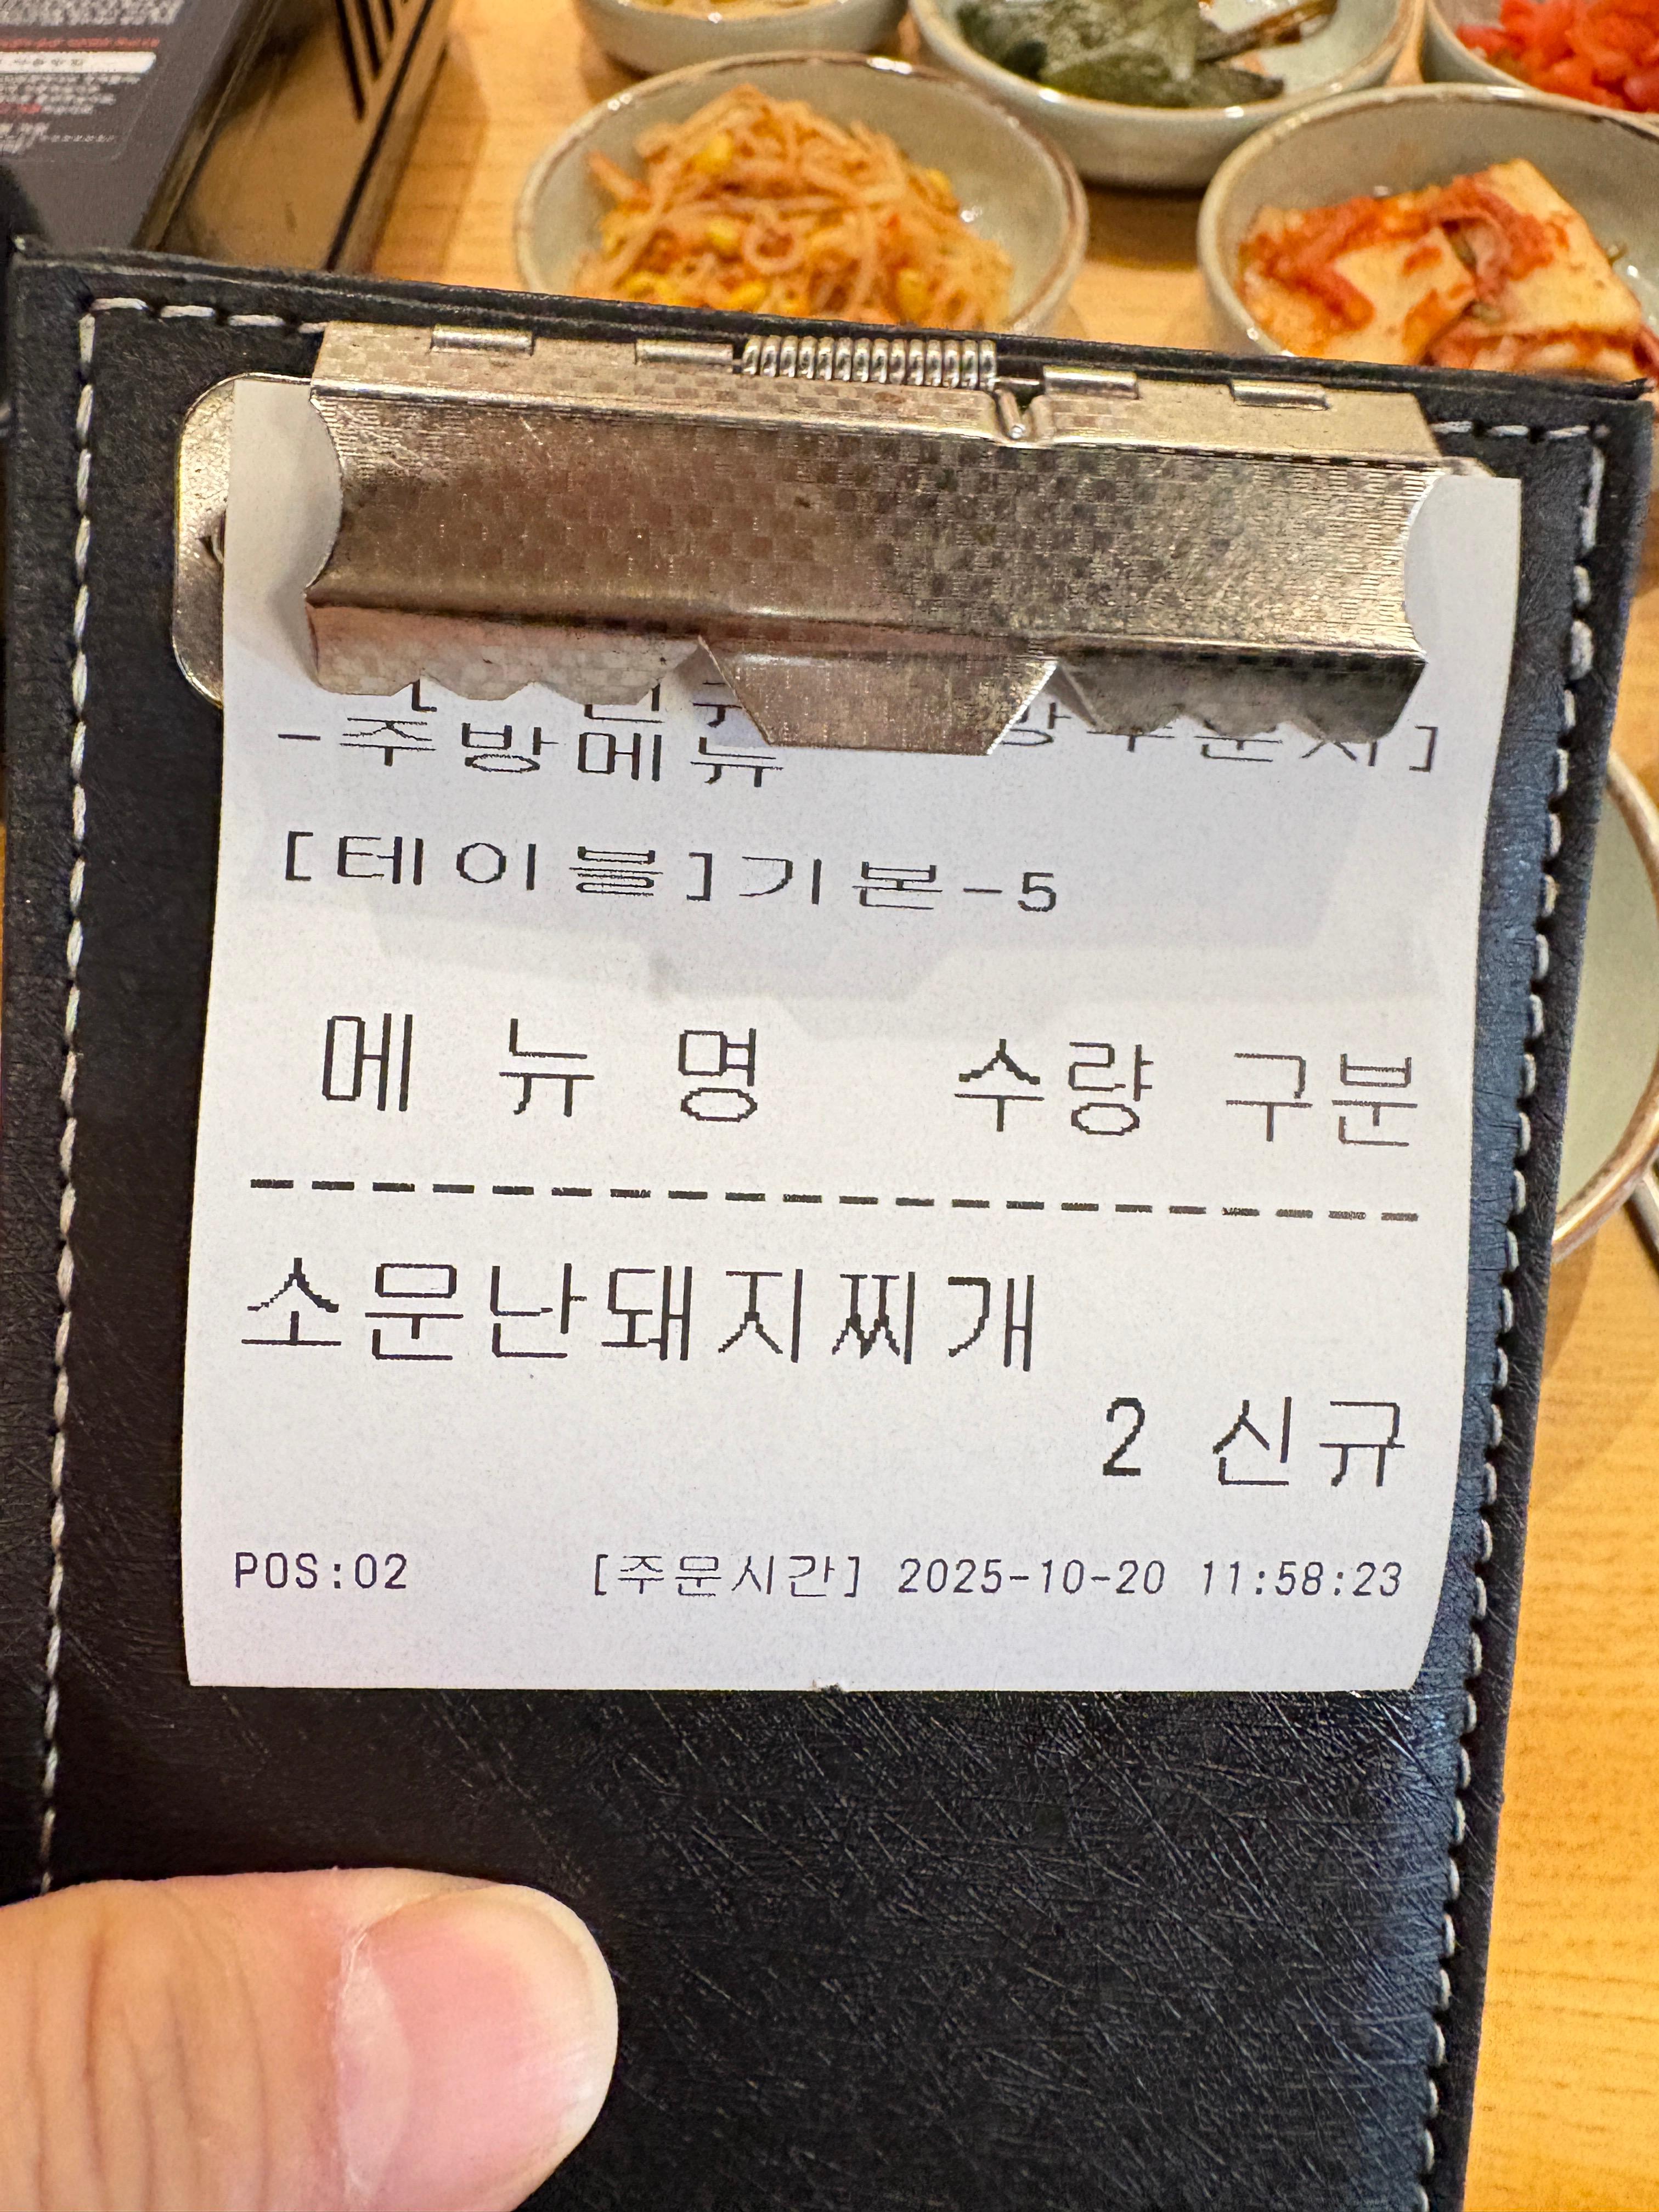 -주방메뉴
[테이블]기본-5
메 뉴 명 수량 구분
소문난돼지찌개
2 신규
POS:02 [주문시간] 2025-10-20 11:58:23